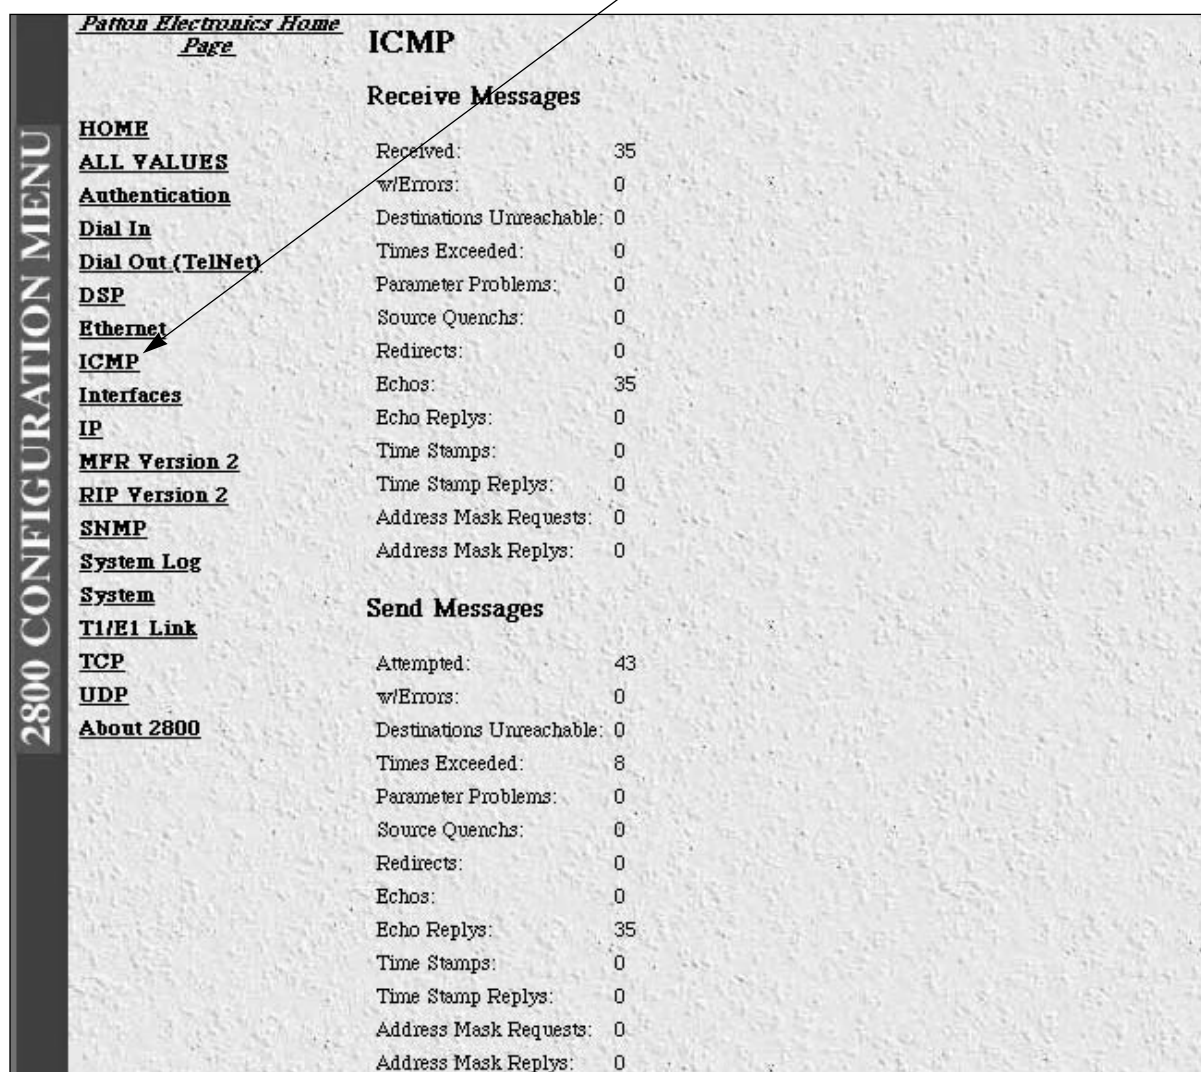 2800 CONFIGURATION MENU
Patton Electronics Home
Page
HOME
ALL VALUES
Authentication
Dial In
Dial Out (TelNet)
DSP
Ethernet
ICMP
Interfaces
IP
MFR Version 2
RIP Version 2
SNMP
System Log
System
T1/E1 Link
TCP
UDP
About 2800
ICMP
Receive Messages
Received: 35
w/Errors: 0
Destinations Unreachable: 0
Times Exceeded: 0
Parameter Problems: 0
Source Quenchs: 0
Redirects: 0
Echos: 35
Echo Replys: 0
Time Stamps: 0
Time Stamp Replys: 0
Address Mask Requests: 0
Address Mask Replys: 0
Send Messages
Attempted: 43
w/Errors: 0
Destinations Unreachable: 0
Times Exceeded: 8
Parameter Problems: 0
Source Quenchs: 0
Redirects: 0
Echos: 0
Echo Replys: 35
Time Stamps: 0
Time Stamp Replys: 0
Address Mask Requests: 0
Address Mask Replys: 0